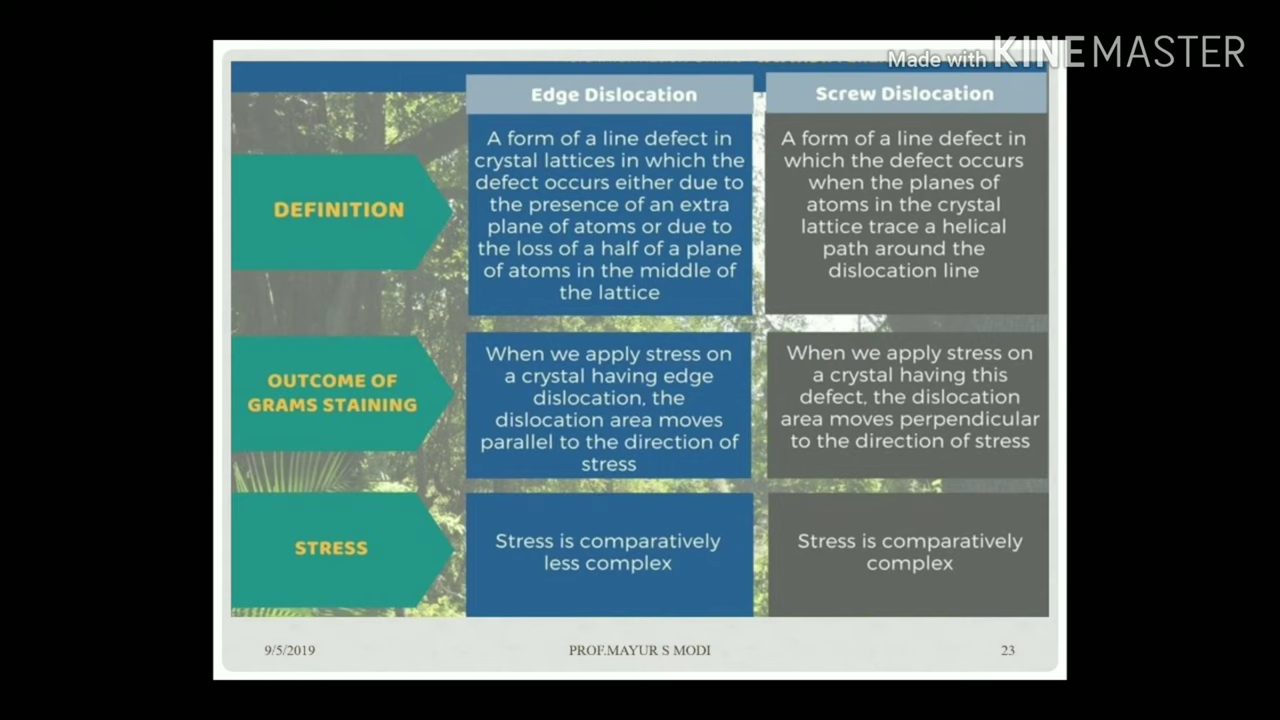 Made with KINEMASTER
Edge Dislocation
Screw Dislocation
DEFINITION
A form of a line defect in
crystal lattices in which the
defect occurs either due to
the presence of an extra
plane of atoms or due to
the loss of a half of a plane
of atoms in the middle of
the lattice
A form of a line defect in
which the defect occurs
when the planes of
atoms in the crystal
lattice trace a helical
path around the
dislocation line
OUTCOME OF
GRAMS STAINING
When we apply stress on
a crystal having edge
dislocation, the
dislocation area moves
parallel to the direction of
stress
When we apply stress on
a crystal having this
defect, the dislocation
area moves perpendicular
to the direction of stress
STRESS
Stress is comparatively
less complex
Stress is comparatively
complex
9/5/2019
PROF.MAYUR S MODI
23